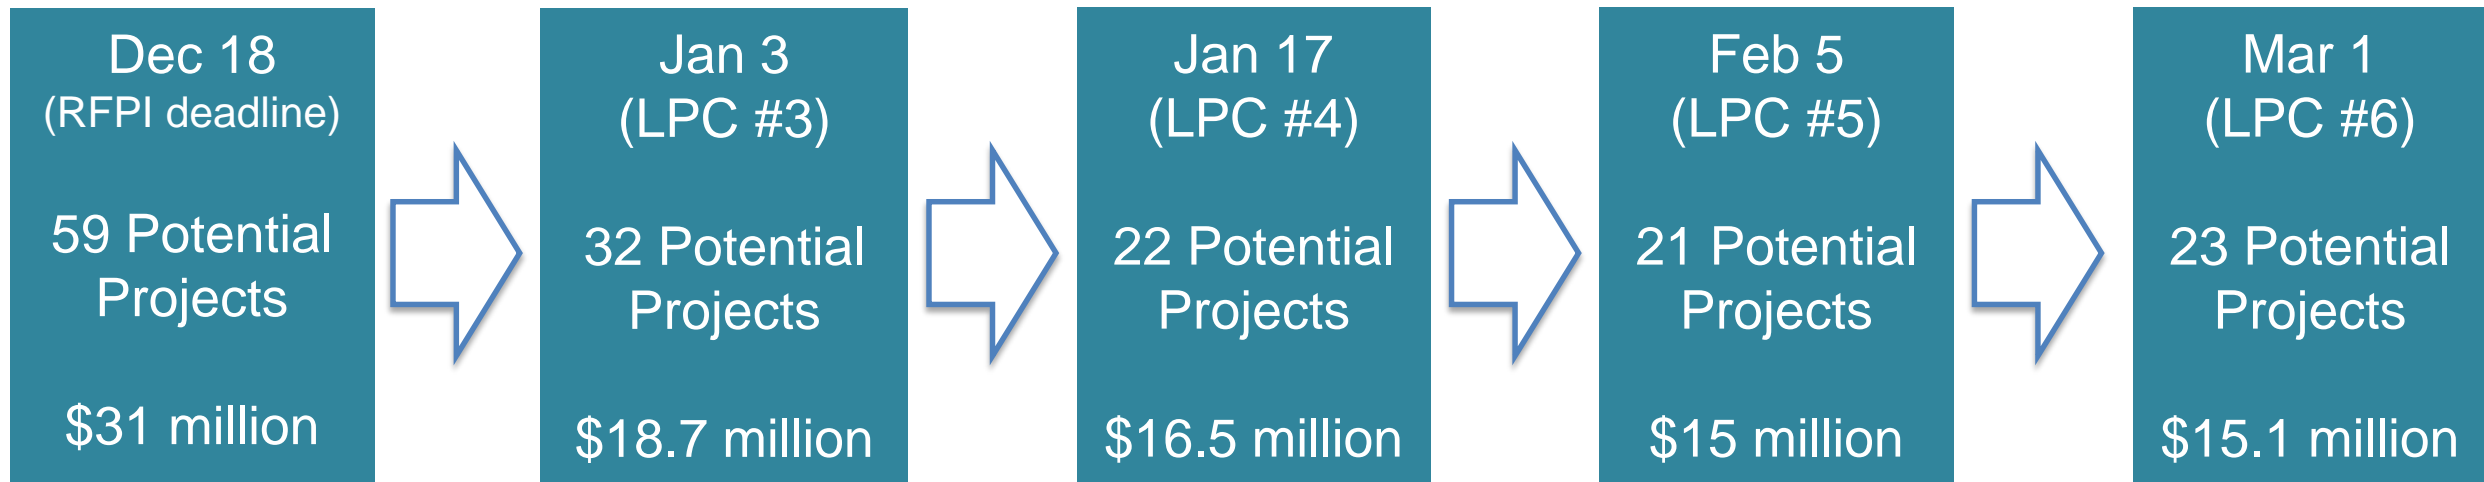 Dec 18
(RFPI deadline)
59 Potential
Projects
$31 million
Jan 3
(LPC #3)
32 Potential
Projects
$18.7 million
Jan 17
(LPC #4)
22 Potential
Projects
$16.5 million
Feb 5
(LPC #5)
21 Potential
Projects
$15 million
Mar 1
(LPC #6)
23 Potential
Projects
$15.1 million